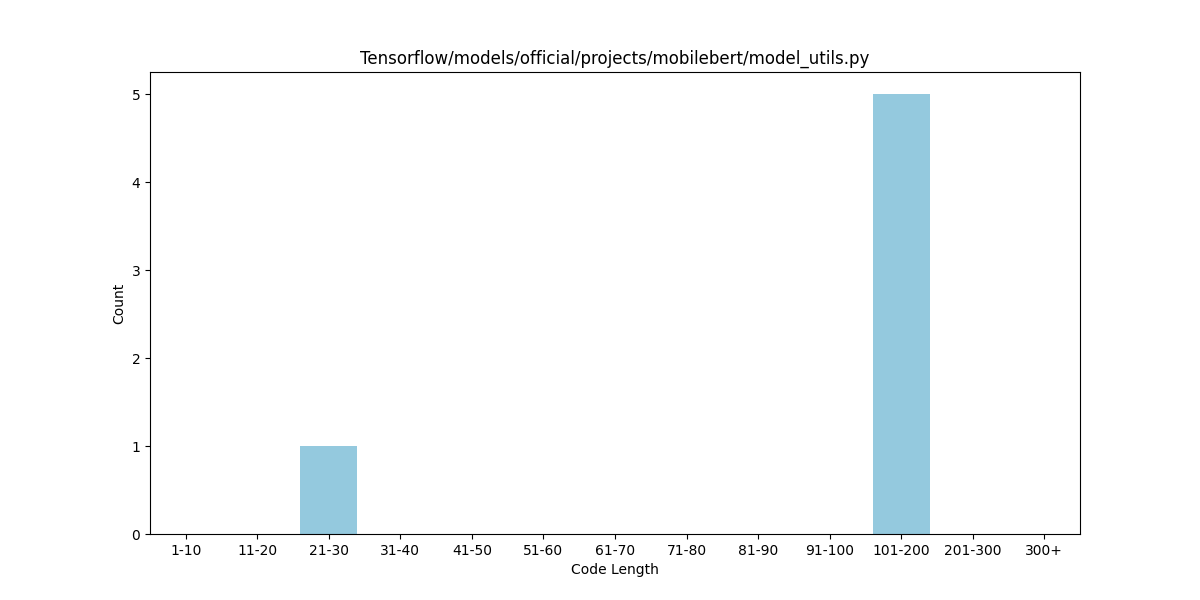 Tensorflow/models/official/projects/mobilebert/model_utils.py
5
4
3
2
1
0
Count
1-10 11-20 21-30 31-40 41-50 51-60 61-70 71-80 81-90 91-100 101-200 201-300 300+
Code Length